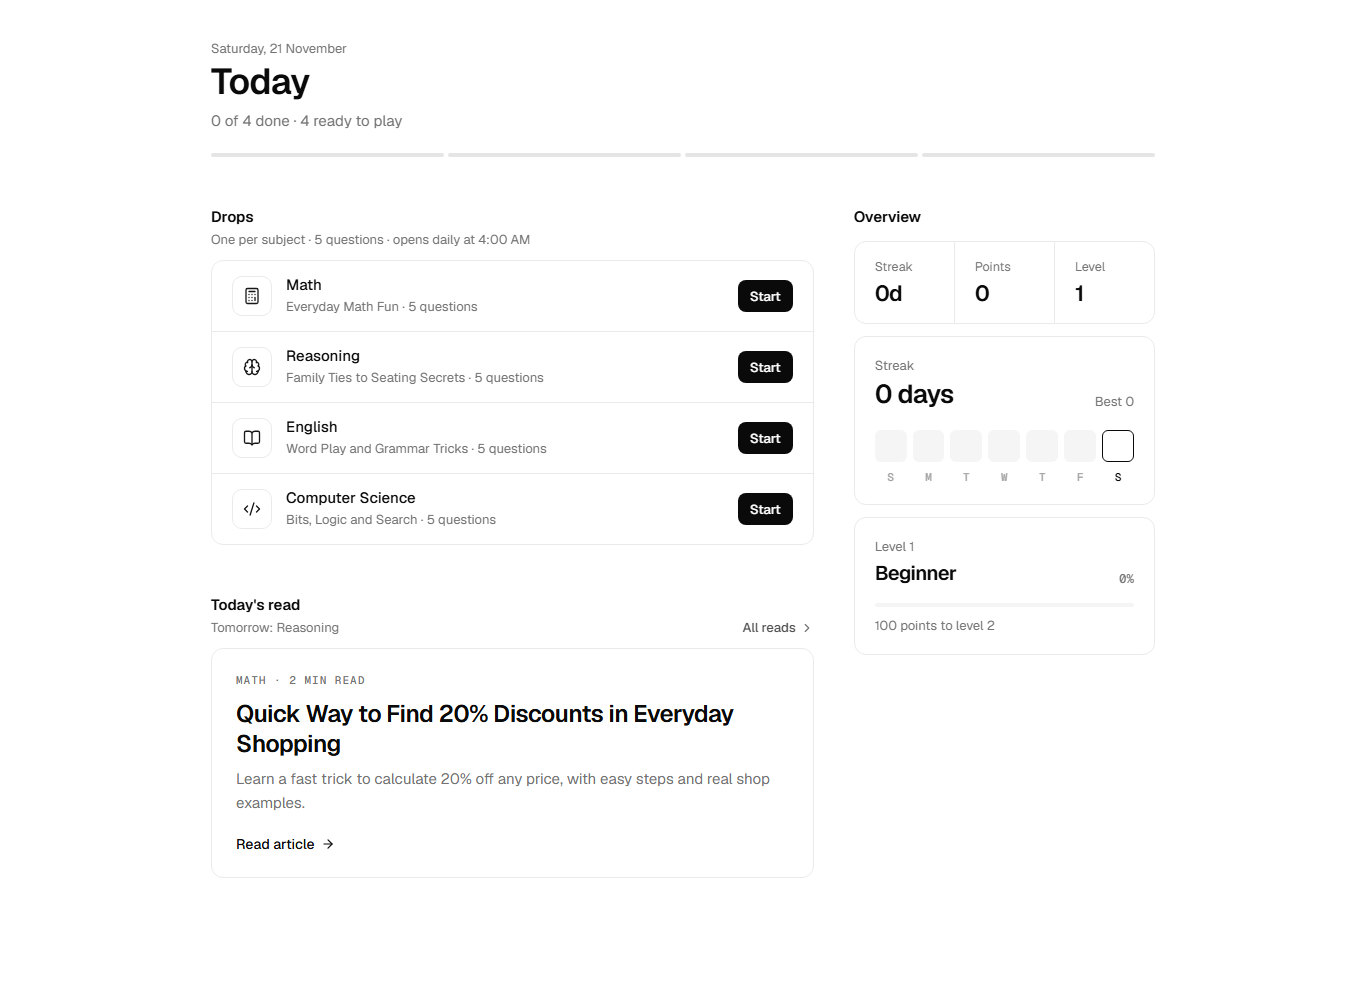 Saturday, 21 November
Today
0 of 4 done · 4 ready to play
Drops
One per subject · 5 questions · opens daily at 4:00 AM
Math
Everyday Math Fun · 5 questions
Start
Reasoning
Family Ties to Seating Secrets · 5 questions
Start
English
Word Play and Grammar Tricks · 5 questions
Start
Computer Science
Bits, Logic and Search · 5 questions
Start
Today's read
Tomorrow: Reasoning
All reads
MATH · 2 MIN READ
Quick Way to Find 20% Discounts in Everyday
Shopping
Learn a fast trick to calculate 20% off any price, with easy steps and real shop
examples.
Read article
Overview
Streak
0d
Points
0
Level
1
Streak
0 days
Best 0
S M T W T F S
Level 1
Beginner
0%
100 points to level 2